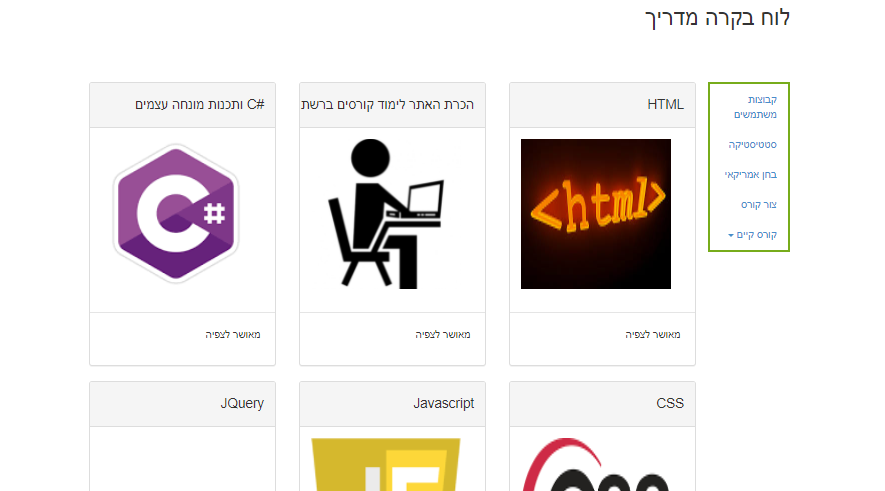 לוח בקרה מדריך
קבוצות
משתמשים
סטטיסטיקה
בחן אמריקאי
צור קורס
קורס קיים
HTML
<html>
מאושר לצפיה
הכרת האתר לימוד קורסים ברשת
מאושר לצפיה
C# ותכנות מונחה עצמים
C#
מאושר לצפיה
CSS
Javascript
JQuery